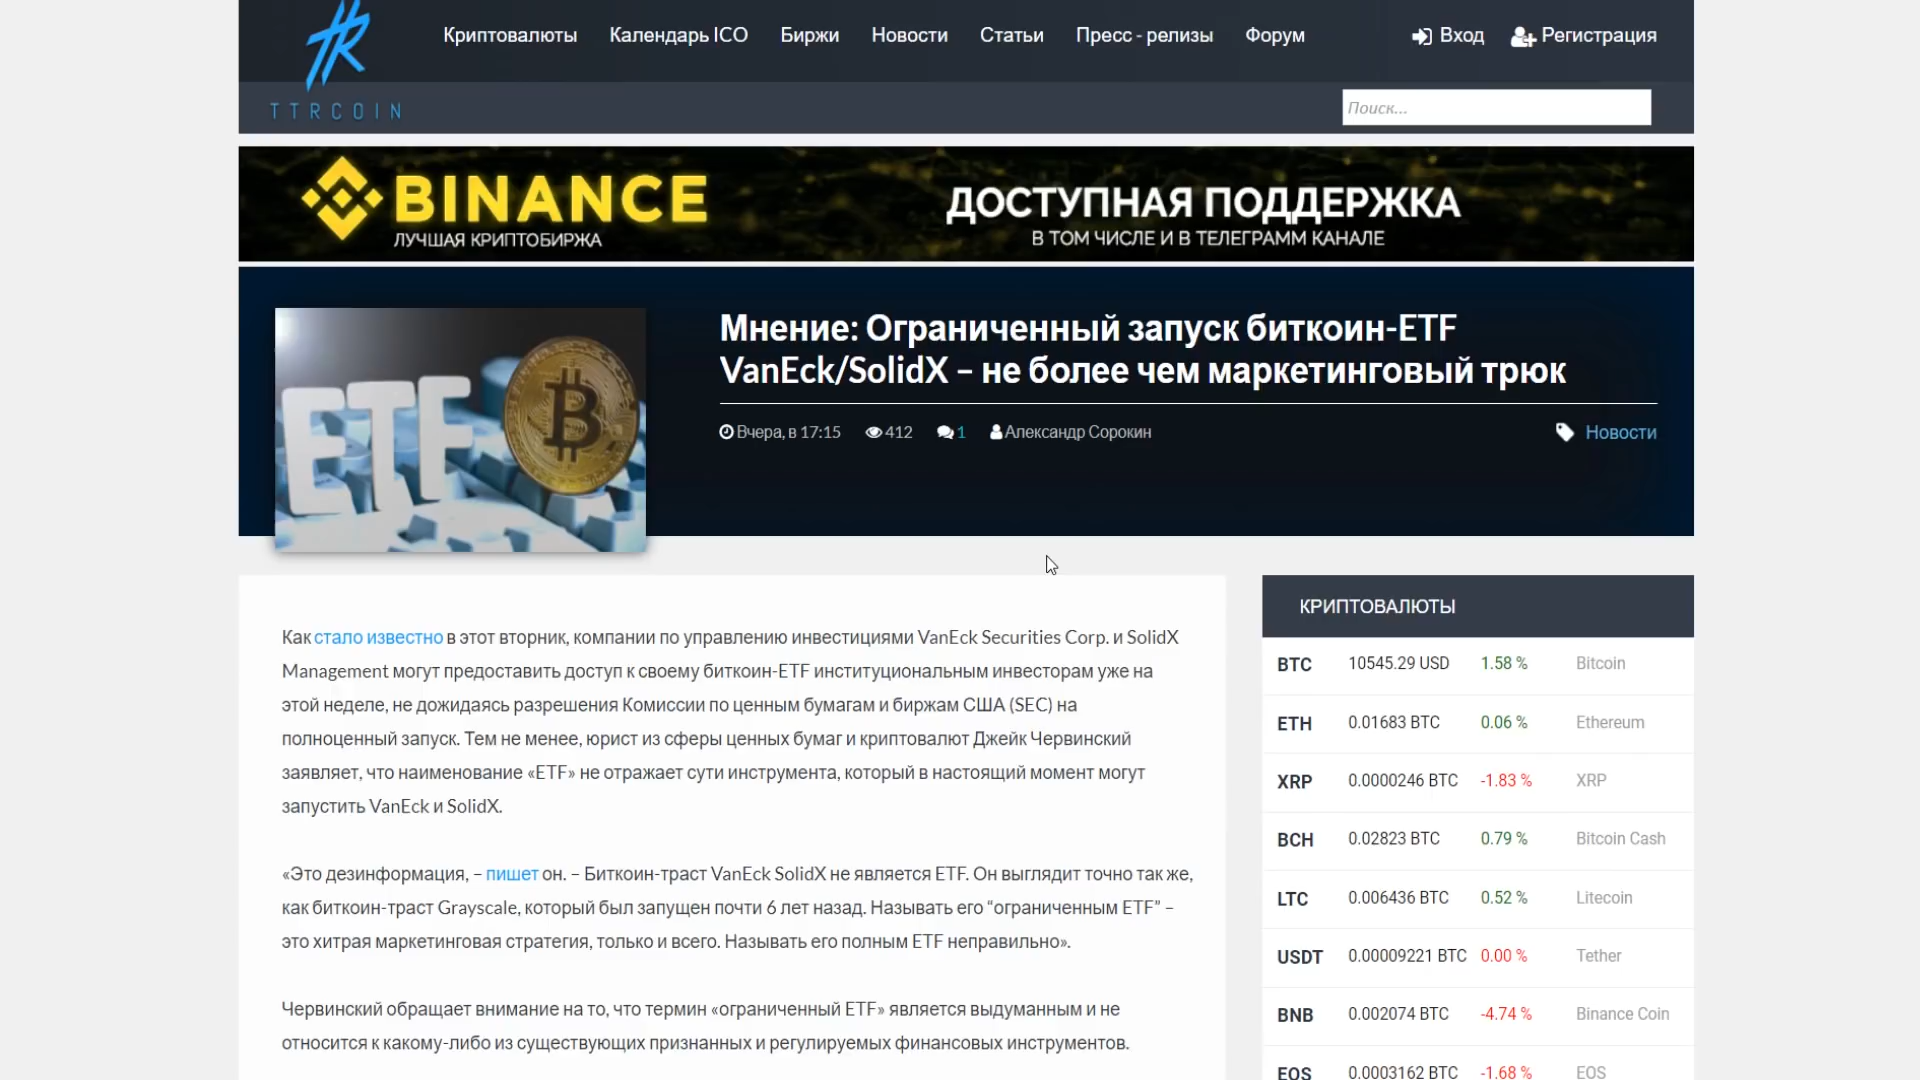 Криптовалюты Календарь ICO Биржи Новости Статьи Пресс - релизы Форум Вход Регистрация
TTRCOIN
Поиск...
BINANCE
ЛУЧШАЯ КРИПТОБИРЖА
ДОСТУПНАЯ ПОДДЕРЖКА
В ТОМ ЧИСЛЕ И В ТЕЛЕГРАММ КАНАЛЕ
ETF
Мнение: Ограниченный запуск биткоин-ETF
VanEck/SolidX – не более чем маркетинговый трюк
Вчера, в 17:15 412 1 Александр Сорокин Новости
Как стало известно в этот вторник, компании по управлению инвестициями VanEck Securities Corp. и SolidX
Management могут предоставить доступ к своему биткоин-ETF институциональным инвесторам уже на
этой неделе, не дожидаясь разрешения Комиссии по ценным бумагам и биржам США (SEC) на
полноценный запуск. Тем не менее, юрист из сферы ценных бумаг и криптовалют Джейк Червинский
заявляет, что наименование «ETF» не отражает сути инструмента, который в настоящий момент могут
запустить VanEck и SolidX.
«Это дезинформация, – пишет он. – Биткоин-траст VanEck SolidX не является ETF. Он выглядит точно так же,
как биткоин-траст Grayscale, который был запущен почти 6 лет назад. Называть его “ограниченным ETF” –
это хитрая маркетинговая стратегия, только и всего. Называть его полным ETF неправильно».
Червинский обращает внимание на то, что термин «ограниченный ETF» является выдуманным и не
относится к какому-либо из существующих признанных и регулируемых финансовых инструментов.
КРИПТОВАЛЮТЫ
BTC 10545.29 USD 1.58 % Bitcoin
ETH 0.01683 BTC 0.06 % Ethereum
XRP 0.0000246 BTC -1.83 % XRP
BCH 0.02823 BTC 0.79 % Bitcoin Cash
LTC 0.006436 BTC 0.52 % Litecoin
USDT 0.00009221 BTC 0.00 % Tether
BNB 0.002074 BTC -4.74 % Binance Coin
EOS 0.0003162 BTC -1.68 % EOS